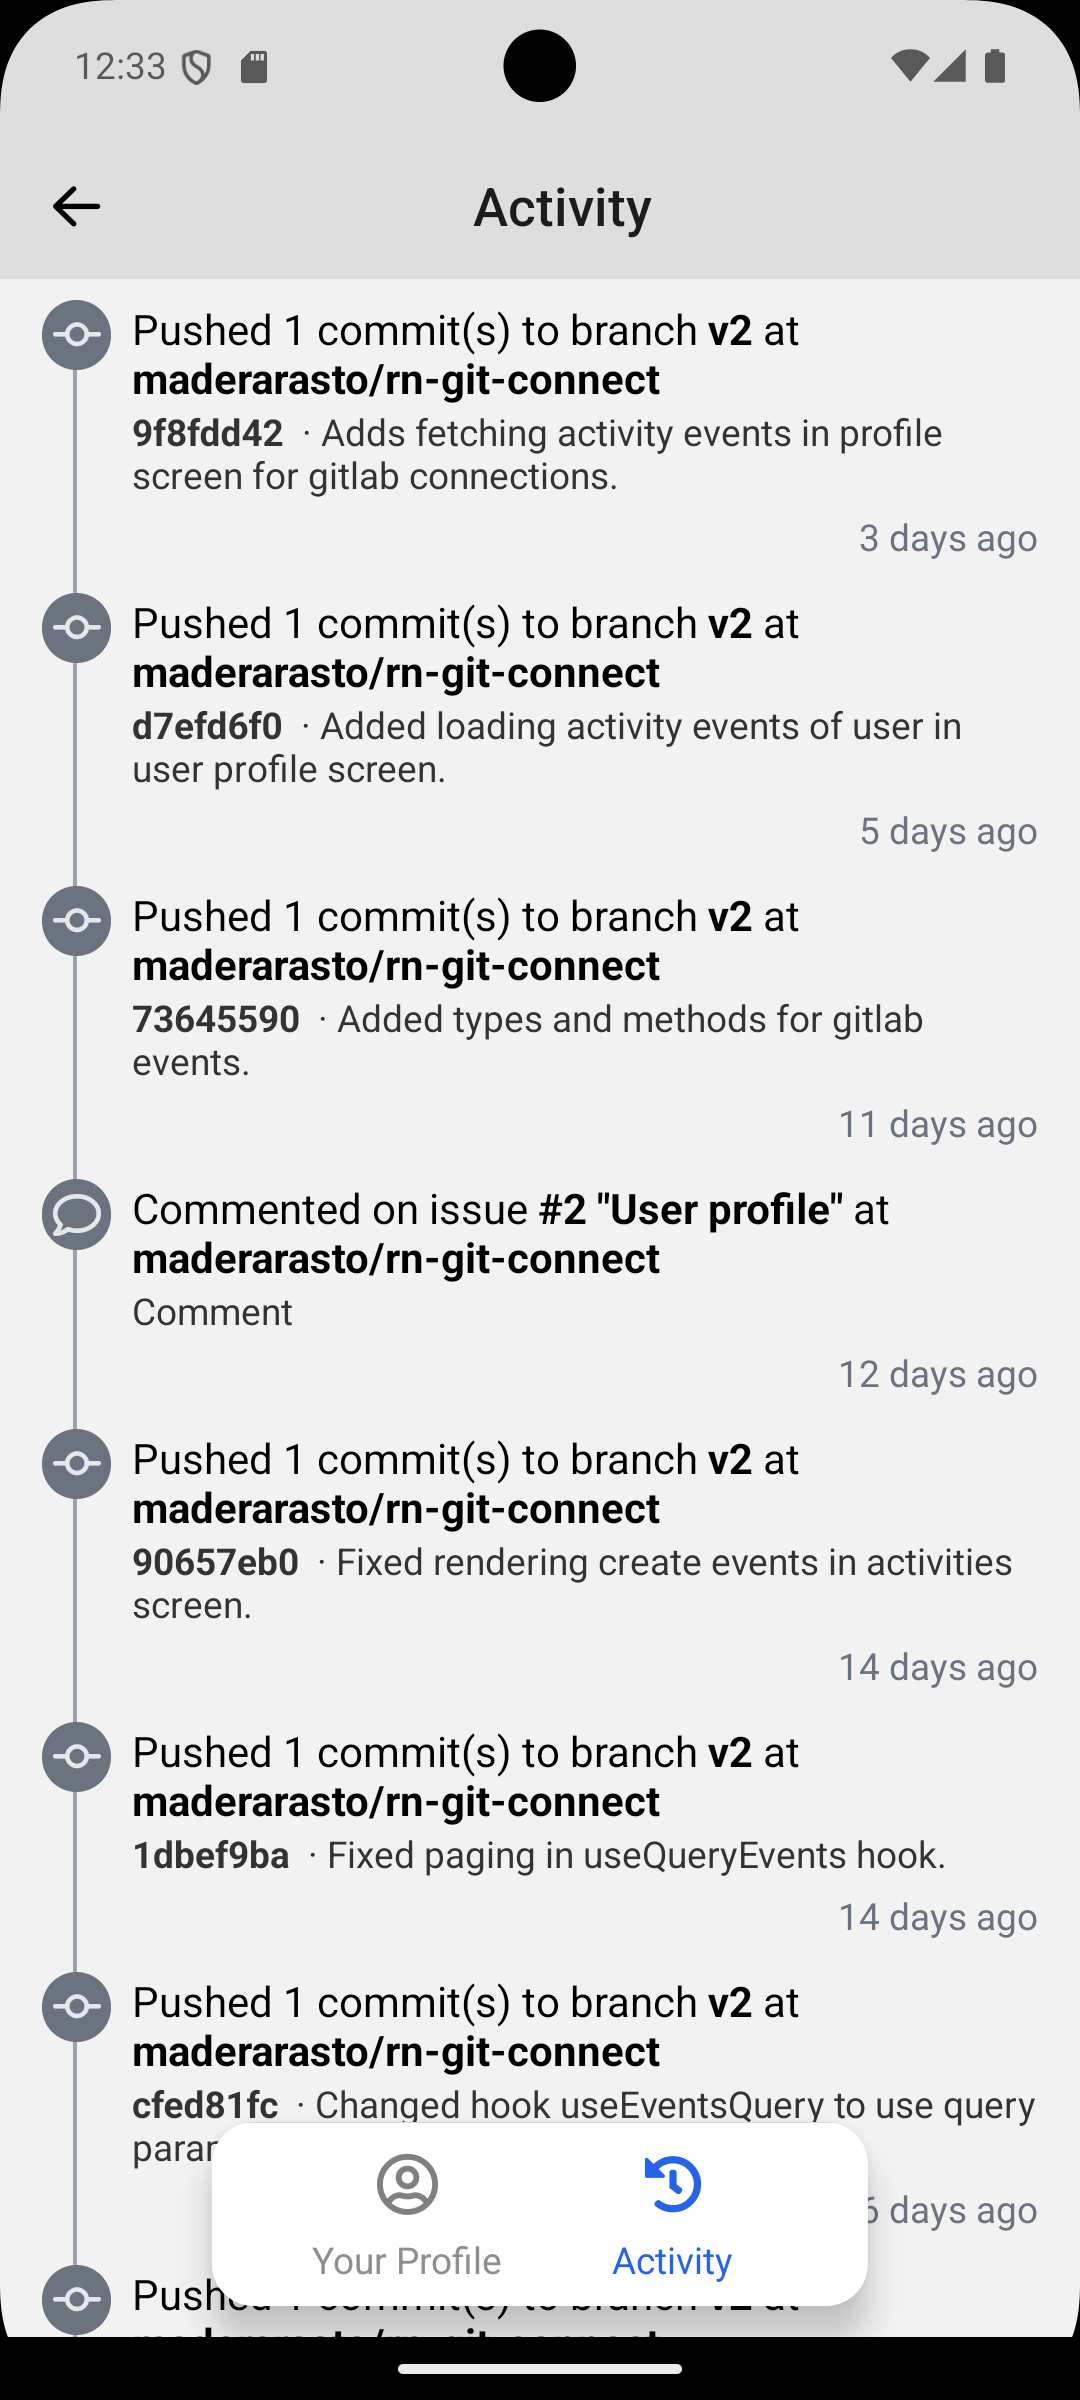 12:33
Activity
Pushed 1 commit(s) to branch v2 at
maderarasto/rn-git-connect
9f8fdd42 · Adds fetching activity events in profile
screen for gitlab connections.
3 days ago
Pushed 1 commit(s) to branch v2 at
maderarasto/rn-git-connect
d7efd6f0 · Added loading activity events of user in
user profile screen.
5 days ago
Pushed 1 commit(s) to branch v2 at
maderarasto/rn-git-connect
73645590 · Added types and methods for gitlab
events.
11 days ago
Commented on issue #2 "User profile" at
maderarasto/rn-git-connect
Comment
12 days ago
Pushed 1 commit(s) to branch v2 at
maderarasto/rn-git-connect
90657eb0 · Fixed rendering create events in activities
screen.
14 days ago
Pushed 1 commit(s) to branch v2 at
maderarasto/rn-git-connect
1dbef9ba · Fixed paging in useQueryEvents hook.
14 days ago
Pushed 1 commit(s) to branch v2 at
maderarasto/rn-git-connect
cfed81fc · Changed hook useEventsQuery to use query
days ago
Your Profile
Activity